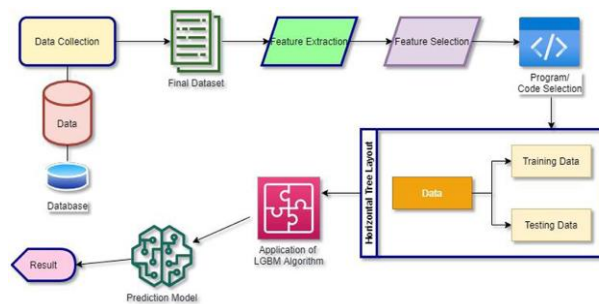 Data Collection
Final Dataset
Feature Extraction
Feature Selection
Program/
Code Selection
Data
Database
Horizontal Tree Layout
Data
Training Data
Testing Data
Application of
LGBM Algorithm
Prediction Model
Result